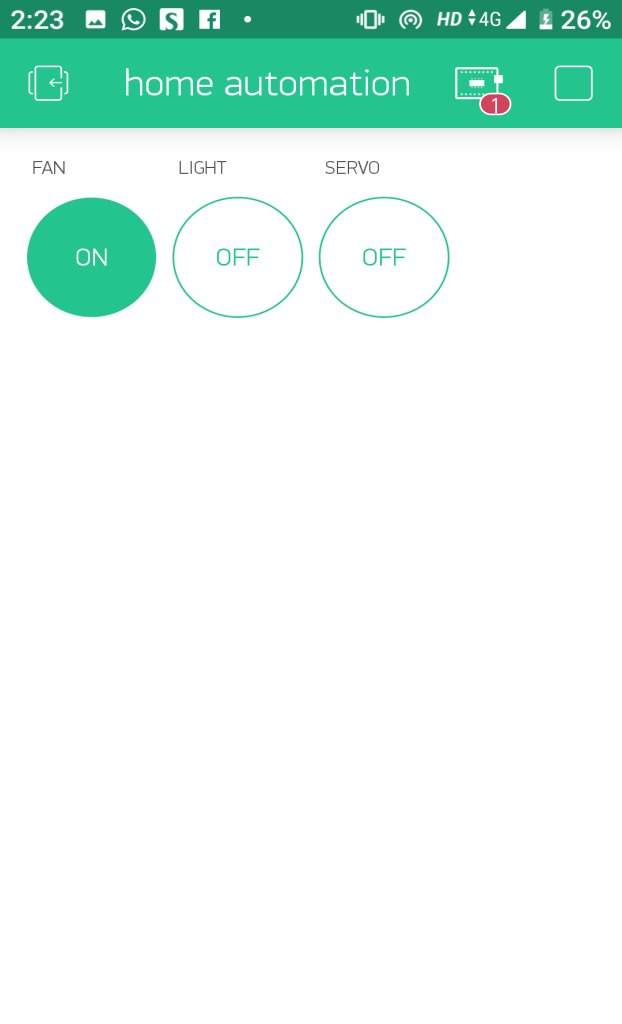 2:23 HD 4G 26%
home automation 1
FAN LIGHT SERVO
ON OFF OFF